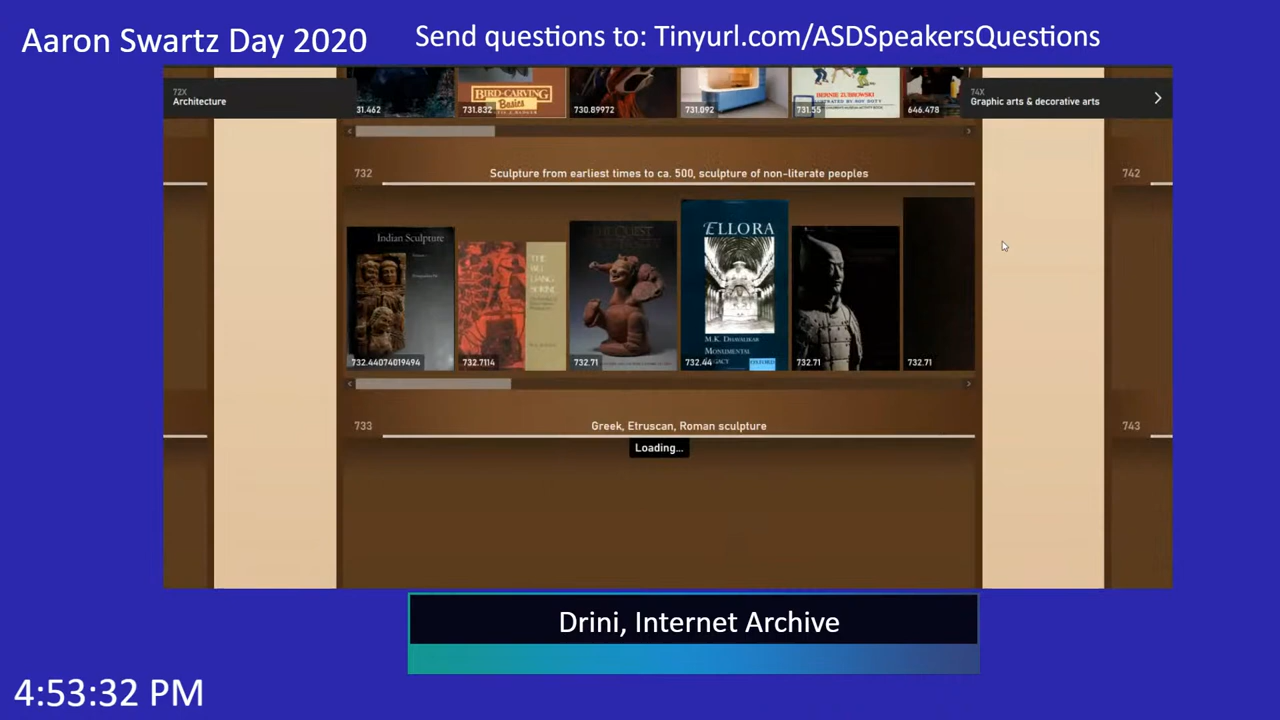 Aaron Swartz Day 2020
Send questions to: Tinyurl.com/ASDSpeakersQuestions
72X
Architecture
74X
Graphic arts & decorative arts
BIRD-CARVING
Basics
BERNIE ZUBROWSKI
31.462
731.832
730.89972
731.092
731.55
646.478
732
Sculpture from earliest times to ca. 500, sculpture of non-literate peoples
742
Indian Sculpture
ELLORA
M.K. DHAVALIKAR
MONUMENTAL
OXFORD
732.44074019494
732.7114
732.71
732.44
732.71
732.71
733
Greek, Etruscan, Roman sculpture
743
Loading...
Drini, Internet Archive
4:53:32 PM